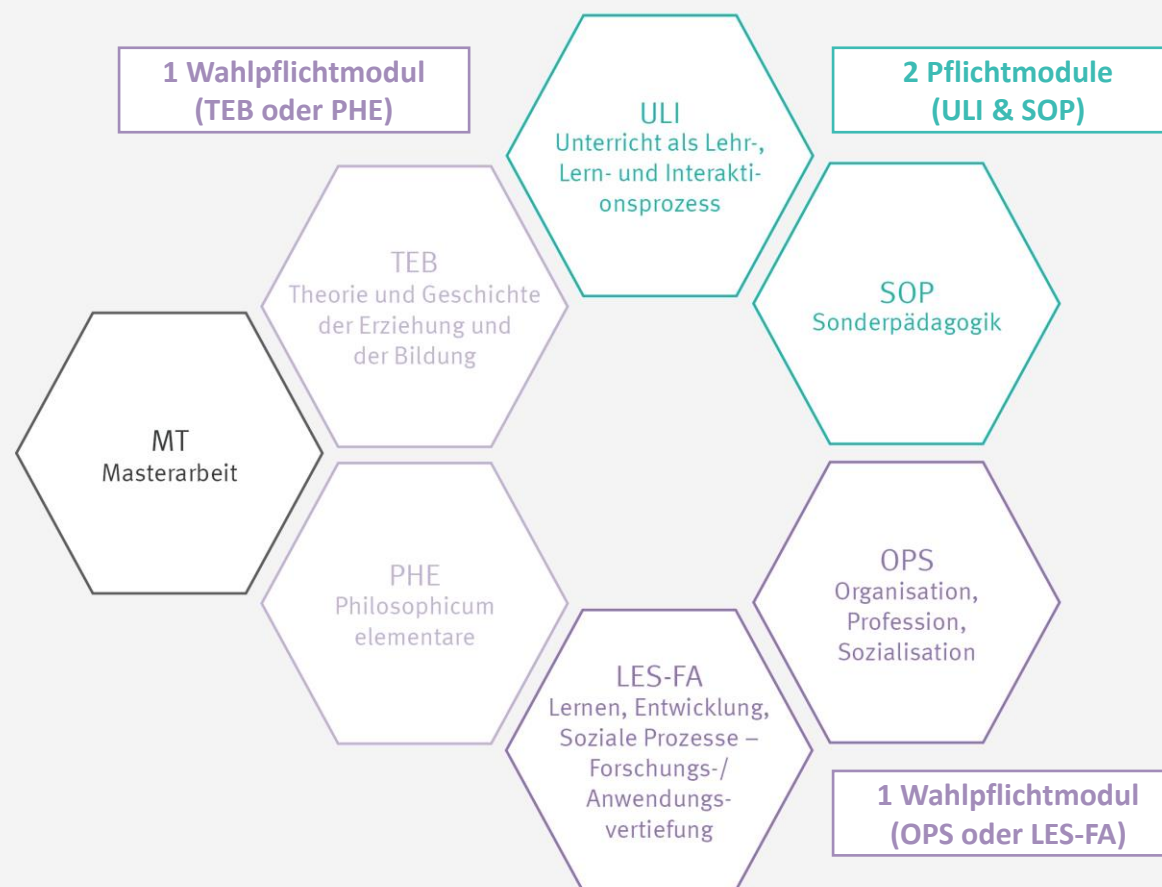 1 Wahlpflichtmodul
(TEB oder PHE)
2 Pflichtmodule
(ULI & SOP)
ULI
Unterricht als Lehr-,
Lern- und Interakti-
onsprozess
TEB
Theorie und Geschichte
der Erziehung und
der Bildung
SOP
Sonderpädagogik
MT
Masterarbeit
PHE
Philosophicum
elementare
OPS
Organisation,
Profession,
Sozialisation
LES-FA
Lernen, Entwicklung,
Soziale Prozesse –
Forschungs-/
Anwendungs-
vertiefung
1 Wahlpflichtmodul
(OPS oder LES-FA)